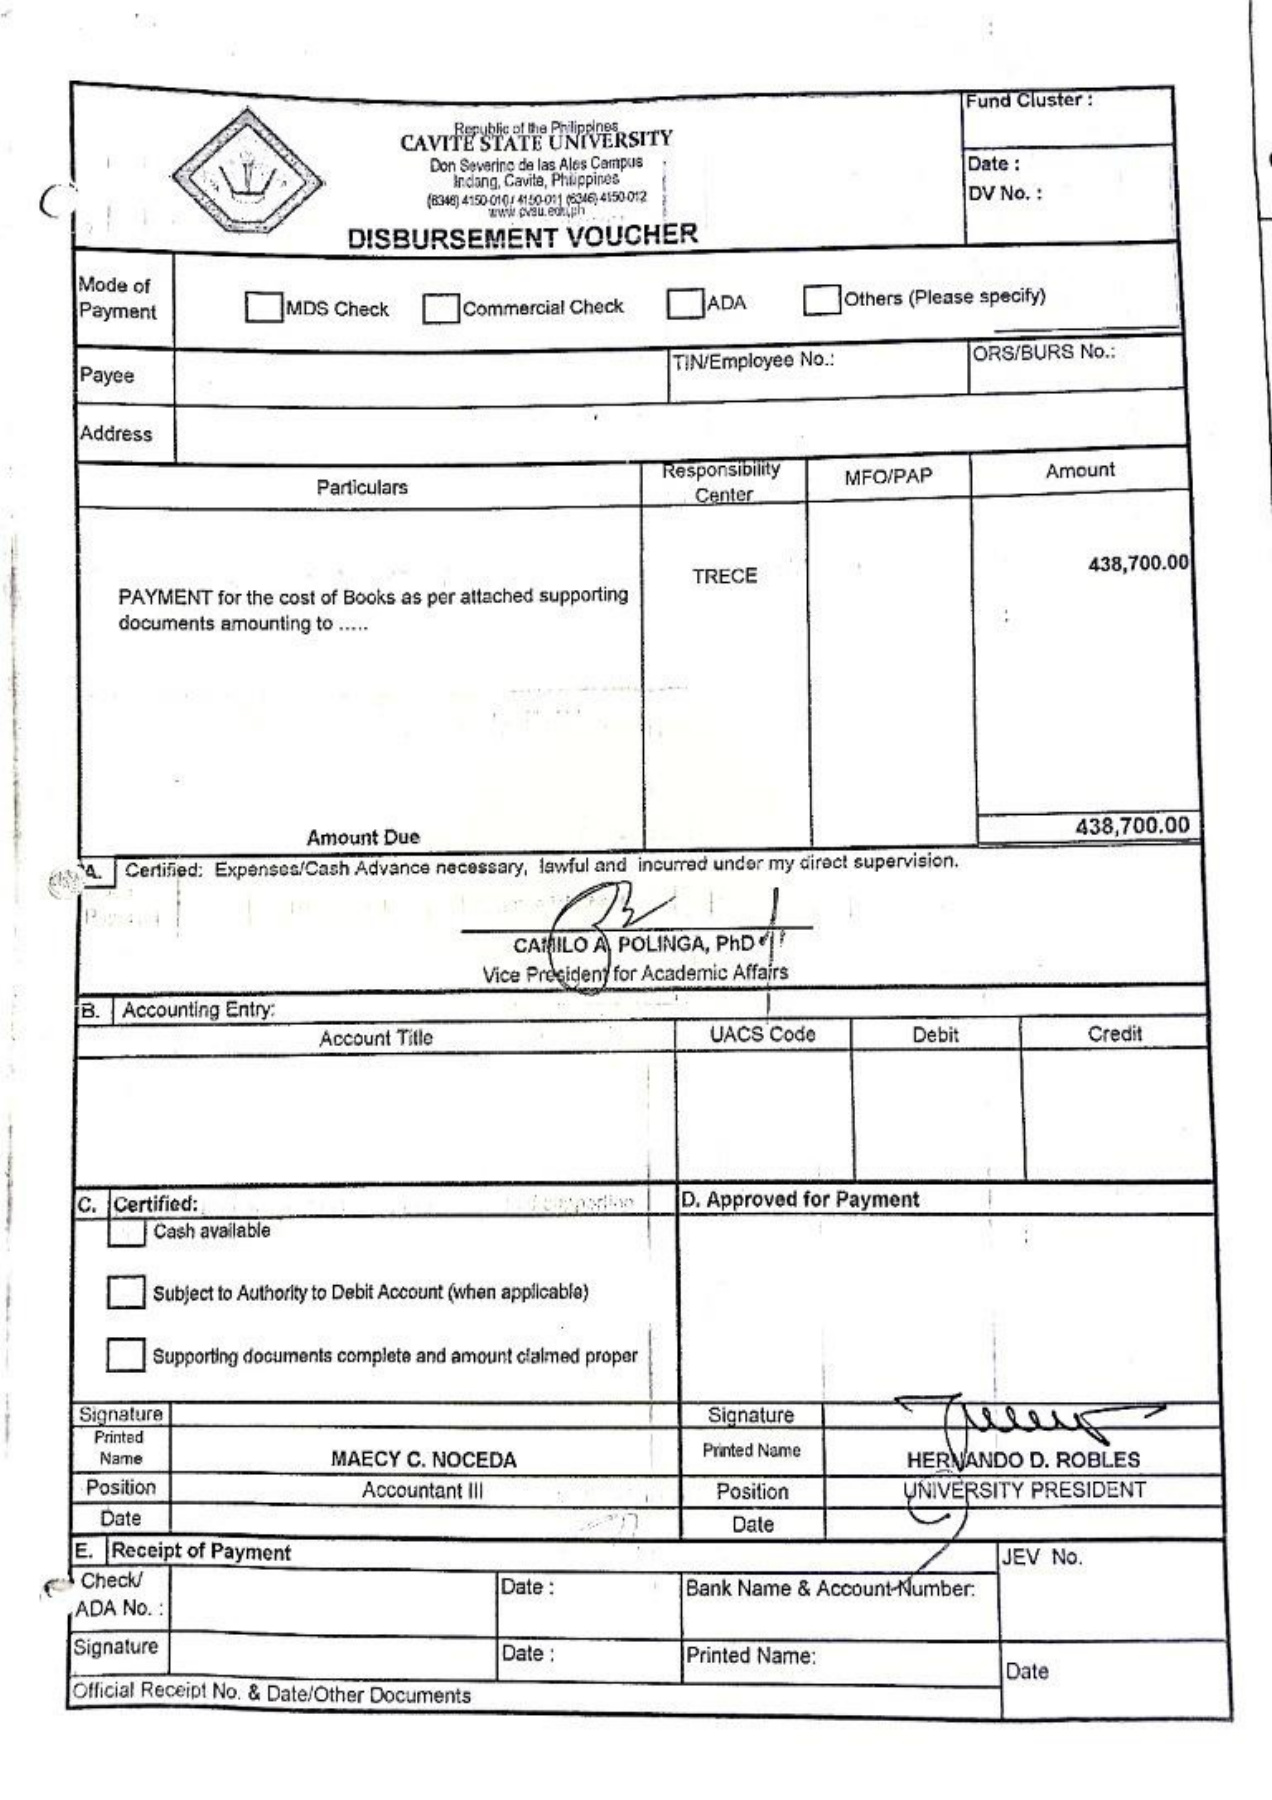 Fund Cluster :
Republic of the Philippines
CAVITE STATE UNIVERSITY
Don Severino de las Alas Campus
Indang, Cavite, Philippines
(6346) 4150-010 / 4150-011 (6346) 4150-012
www.cvsu.edu.ph
Date :
DV No. :
DISBURSEMENT VOUCHER
Mode of Payment
MDS Check
Commercial Check
ADA
Others (Please specify)
Payee
TIN/Employee No.:
ORS/BURS No.:
Address
Particulars
Responsibility Center
MFO/PAP
Amount
PAYMENT for the cost of Books as per attached supporting
documents amounting to .....
TRECE
438,700.00
Amount Due
438,700.00
A. Certified: Expenses/Cash Advance necessary, lawful and incurred under my direct supervision.
CAMILO A. POLINGA, PhD
Vice President for Academic Affairs
B. Accounting Entry:
Account Title
UACS Code
Debit
Credit
C. Certified:
Cash available
Subject to Authority to Debit Account (when applicable)
Supporting documents complete and amount claimed proper
D. Approved for Payment
Signature
Signature
Printed Name
MAECY C. NOCEDA
Printed Name
HERNANDO D. ROBLES
Position
Accountant III
Position
UNIVERSITY PRESIDENT
Date
Date
E. Receipt of Payment
JEV No.
Check/
ADA No. :
Date :
Bank Name & Account Number:
Signature
Date :
Printed Name:
Date
Official Receipt No. & Date/Other Documents